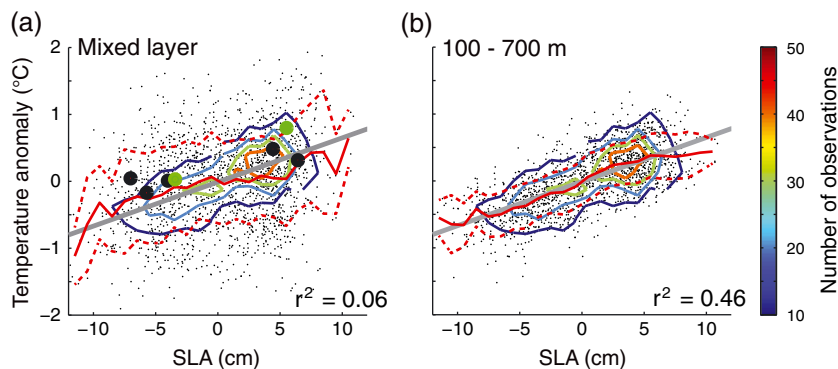 (a)
Mixed layer
Temperature anomaly (°C)
2
1
0
−1
−2
−10
−5
0
5
10
SLA (cm)
r² = 0.06
(b)
100 - 700 m
−10
−5
0
5
10
SLA (cm)
r² = 0.46
50
40
30
20
10
Number of observations